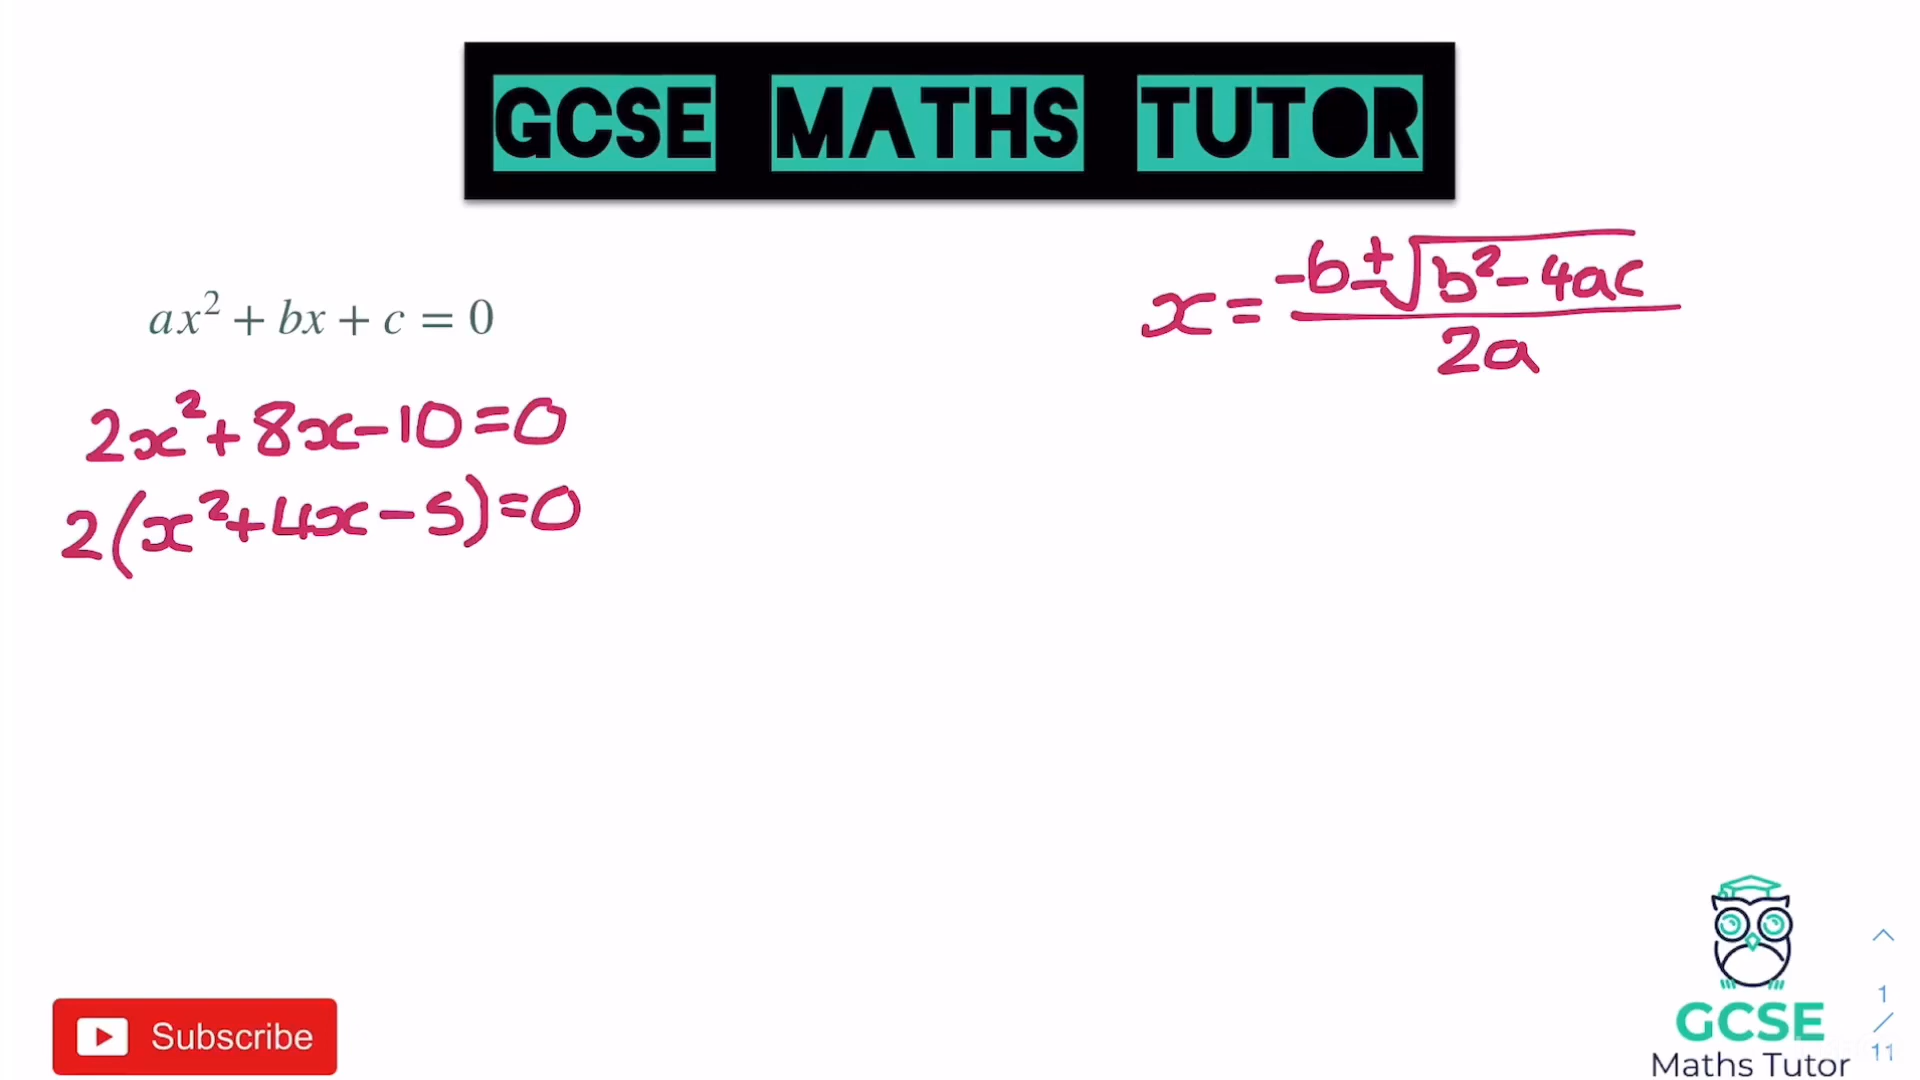 GCSE MATHS TUTOR
ax² + bx + c = 0
x = (-b ± √(b² - 4ac)) / 2a
2x² + 8x - 10 = 0
2(x² + 4x - 5) = 0
Subscribe
GCSE
Maths Tutor
1
/
11